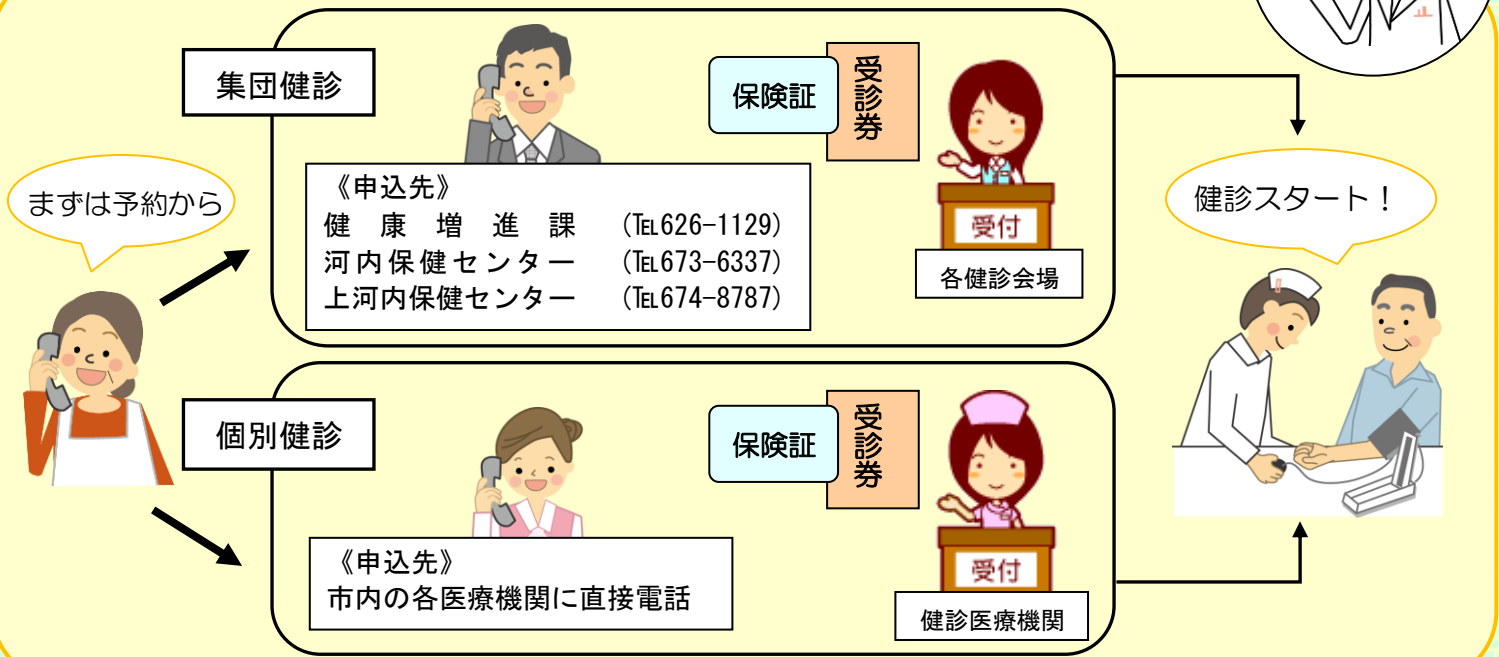 まずは予約から
集団健診
《申込先》
健康増進課 (℡626-1129)
河内保健センター (℡673-6337)
上河内保健センター (℡674-8787)
保険証
受診券
受付
各健診会場
個別健診
《申込先》
市内の各医療機関に直接電話
保険証
受診券
受付
健診医療機関
健診スタート！